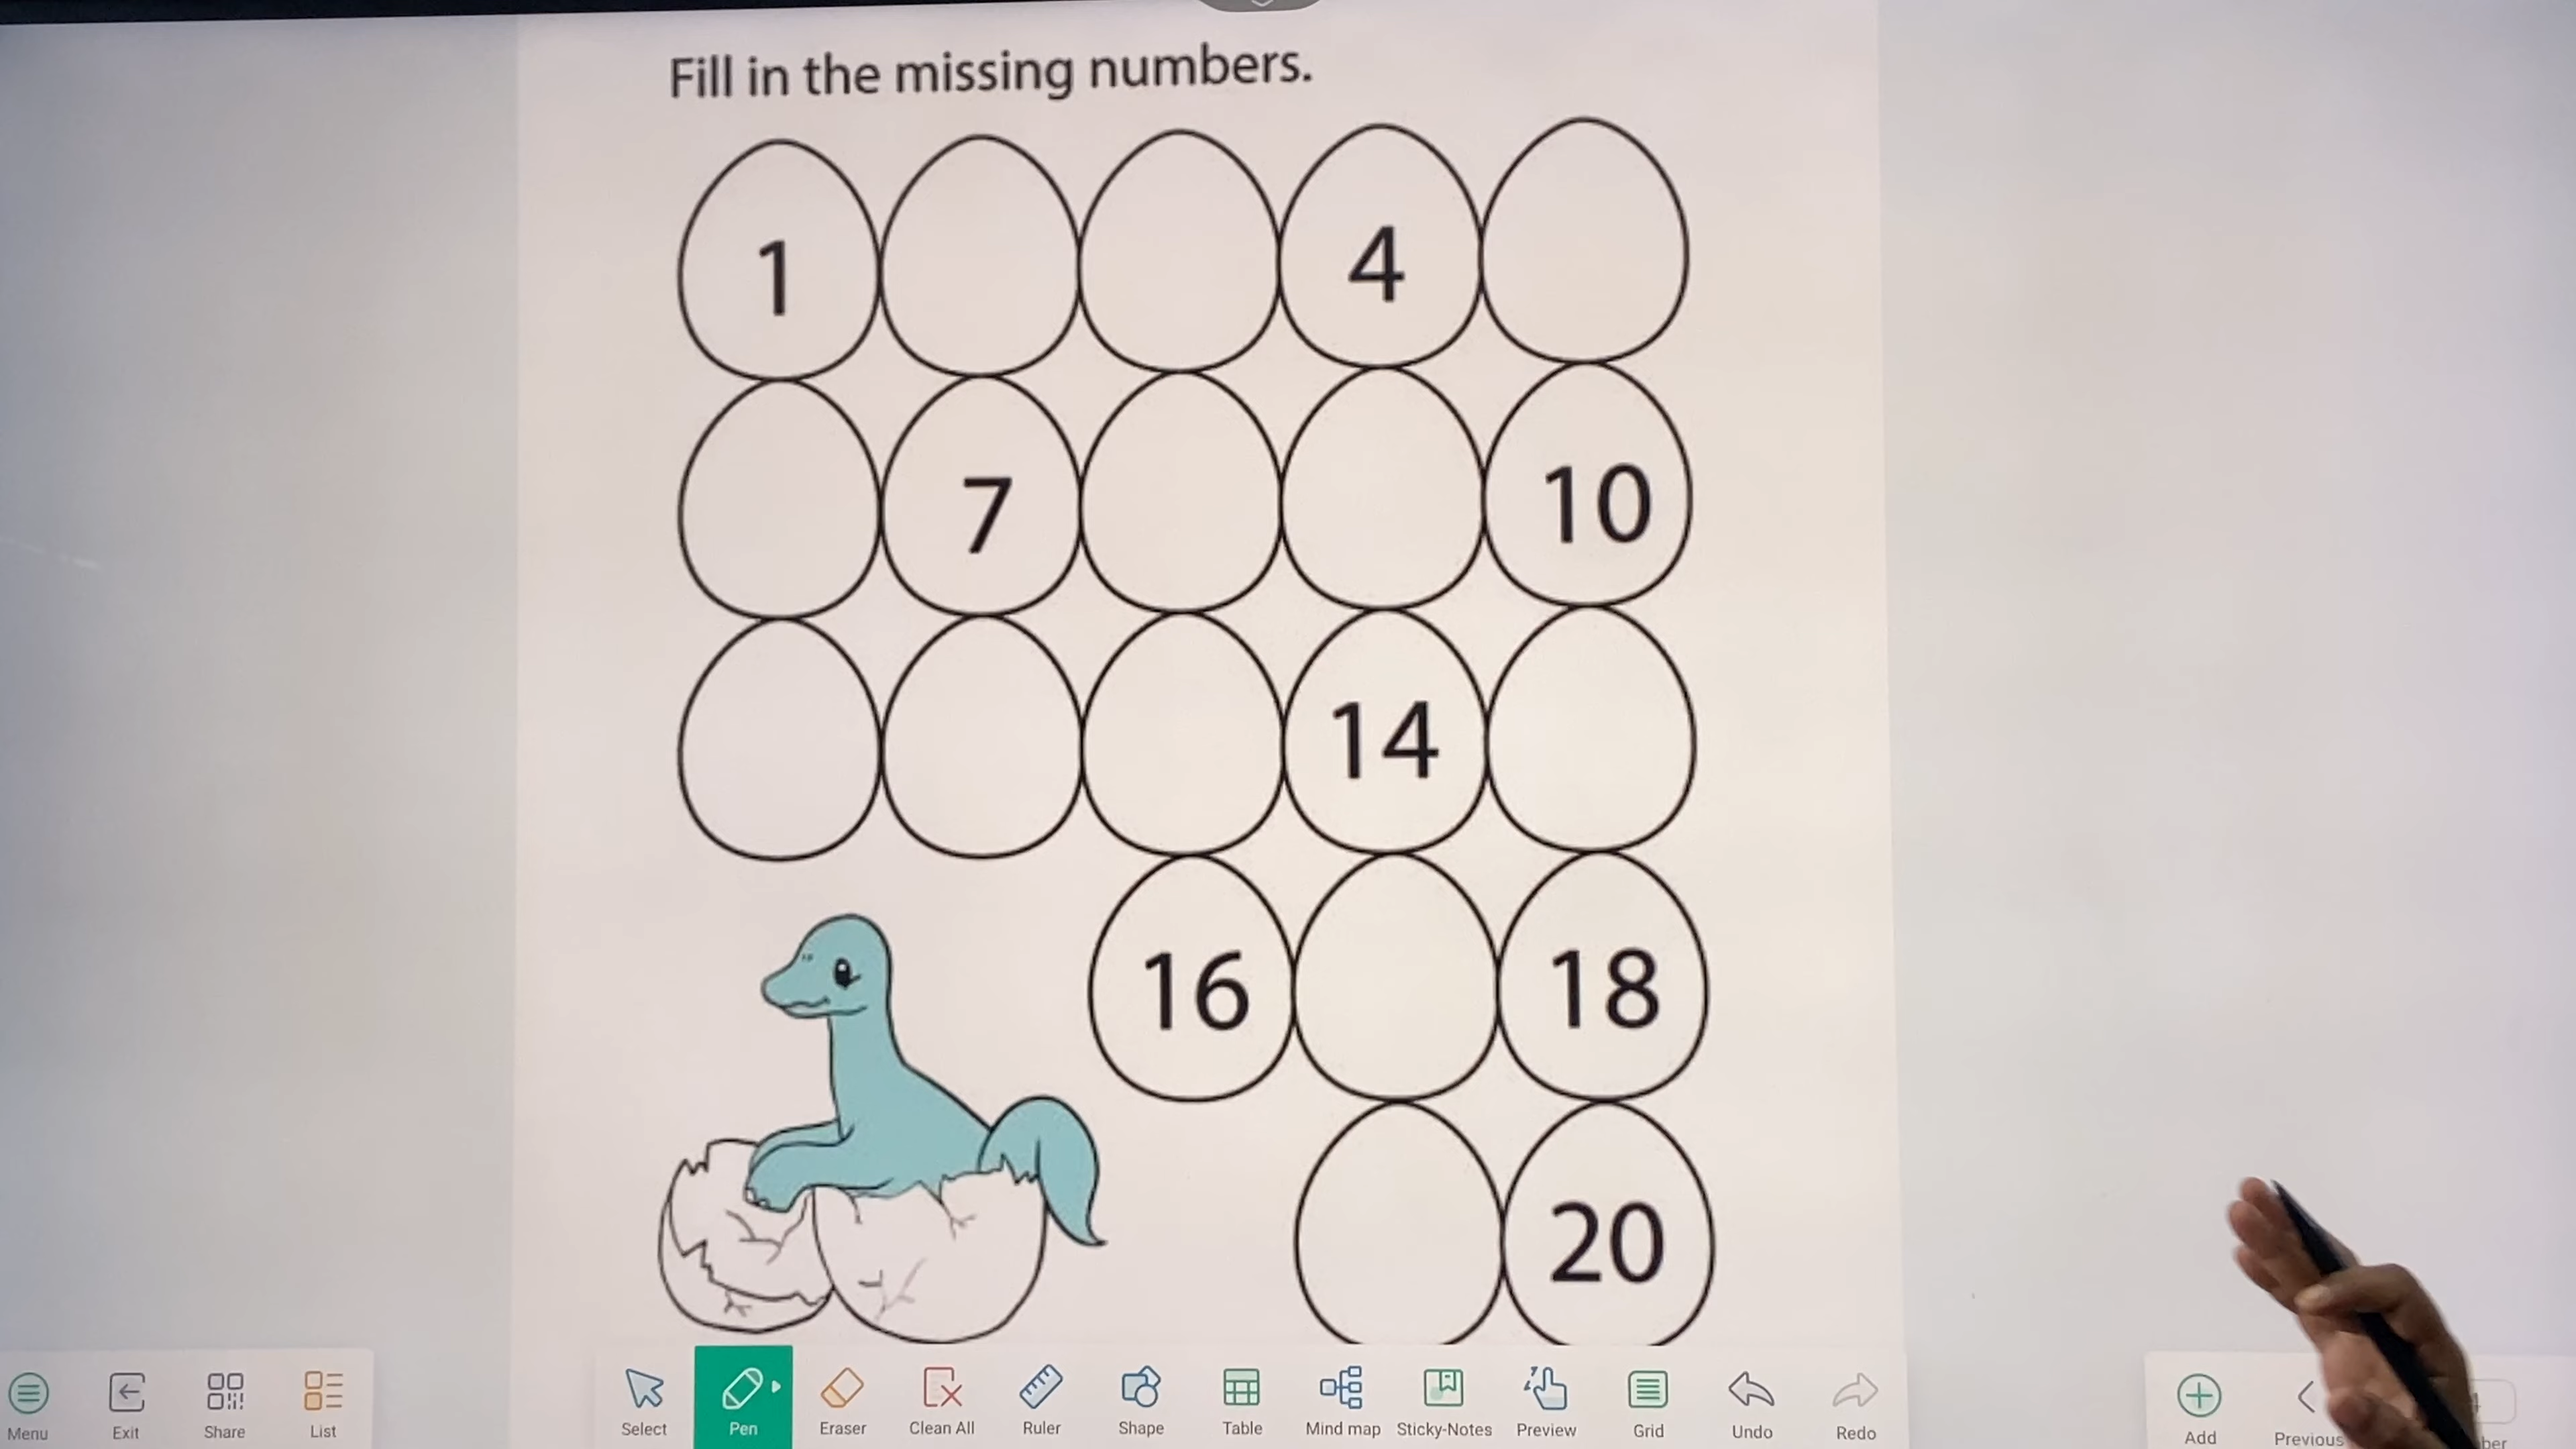 Fill in the missing numbers.
1 4
7 10
14
16 18
20
Menu Exit Share List Select Pen Eraser Clean All Ruler Shape Table Mind map Sticky-Notes Preview Grid Undo Redo Add Previous